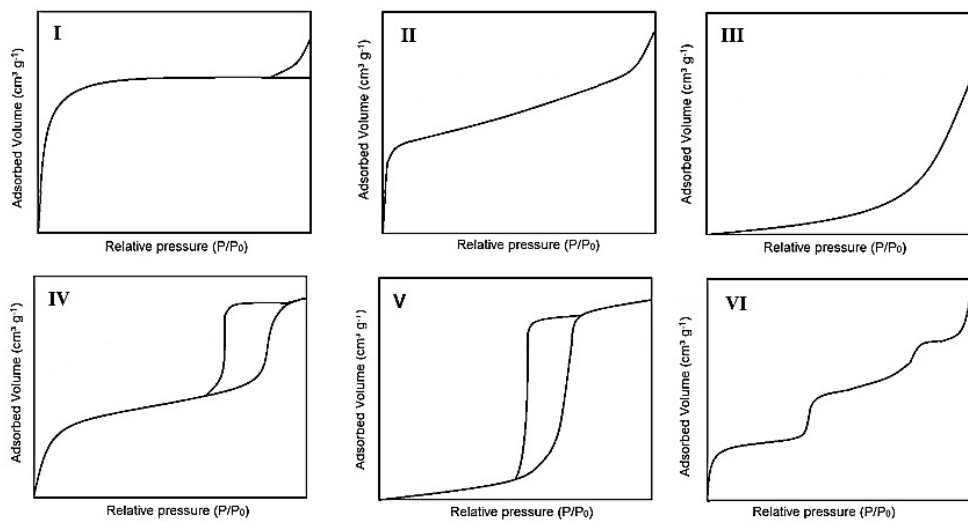 I
Adsorbed Volume (cm³ g⁻¹)
Relative pressure (P/P₀)
II
Adsorbed Volume (cm³ g⁻¹)
Relative pressure (P/P₀)
III
Adsorbed Volume (cm³ g⁻¹)
Relative pressure (P/P₀)
IV
Adsorbed Volume (cm³ g⁻¹)
Relative pressure (P/P₀)
V
Adsorbed Volume (cm³ g⁻¹)
Relative pressure (P/P₀)
VI
Adsorbed Volume (cm³ g⁻¹)
Relative pressure (P/P₀)